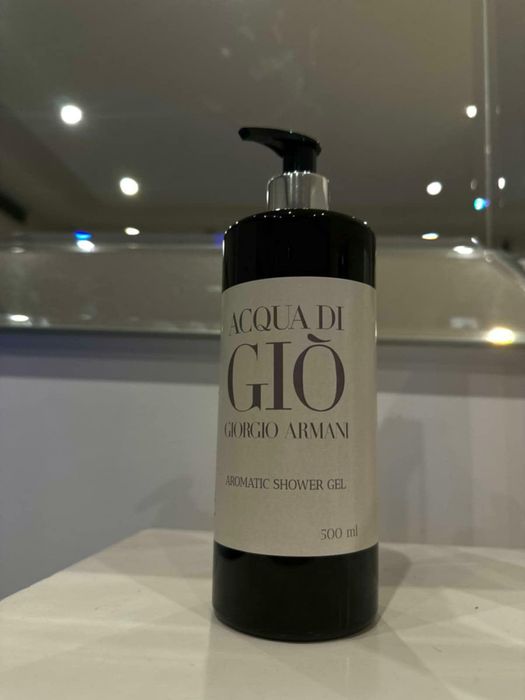 ACQUA DI
GIÒ
GIORGIO ARMANI
AROMATIC SHOWER GEL
500 ml